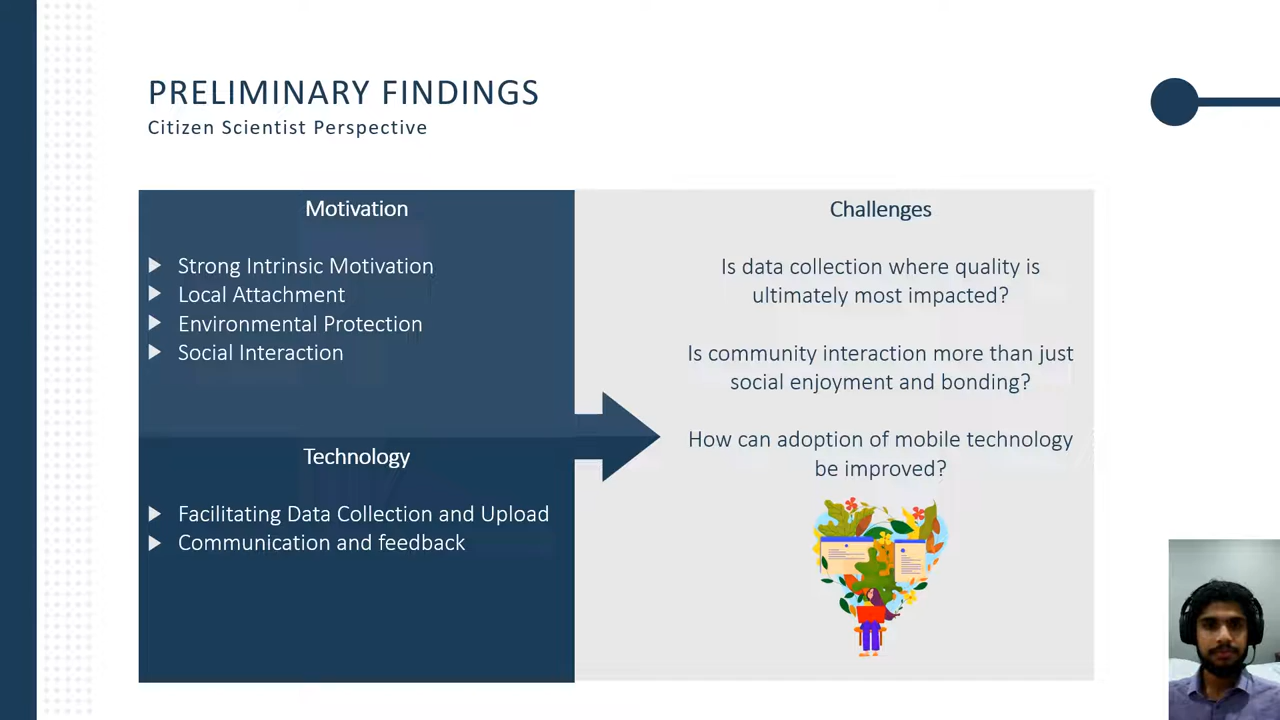 PRELIMINARY FINDINGS
Citizen Scientist Perspective
Motivation
Strong Intrinsic Motivation
Local Attachment
Environmental Protection
Social Interaction
Technology
Facilitating Data Collection and Upload
Communication and feedback
Challenges
Is data collection where quality is
ultimately most impacted?
Is community interaction more than just
social enjoyment and bonding?
How can adoption of mobile technology
be improved?